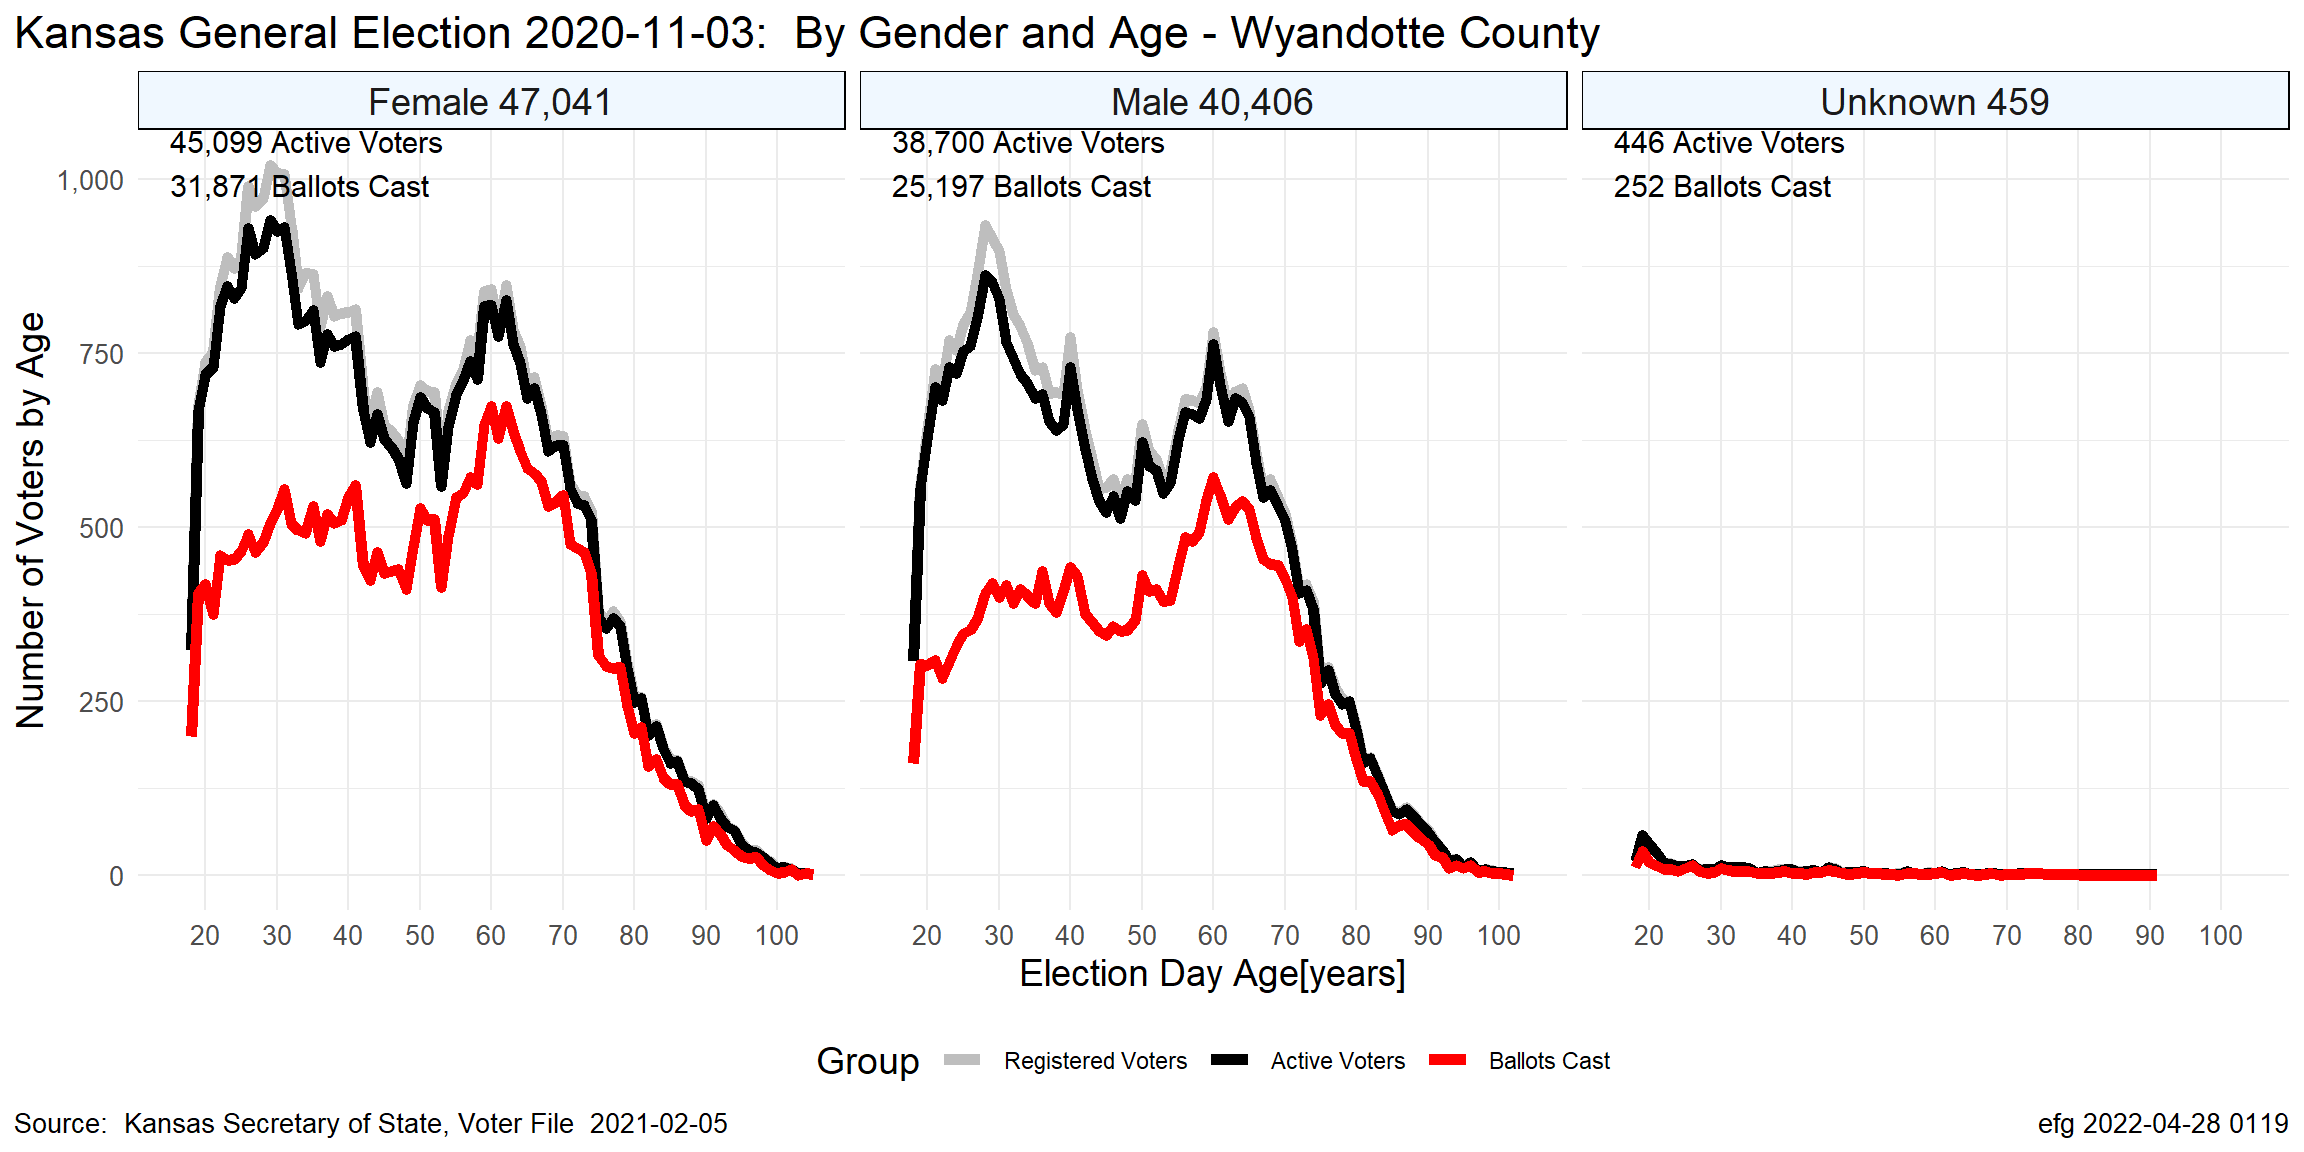 Kansas General Election 2020-11-03:  By Gender and Age - Wyandotte County
Female 47,041
Male 40,406
Unknown 459
45,099 Active Voters
31,871 Ballots Cast
38,700 Active Voters
25,197 Ballots Cast
446 Active Voters
252 Ballots Cast
Number of Voters by Age
1,000
750
500
250
0
20 30 40 50 60 70 80 90 100
20 30 40 50 60 70 80 90 100
20 30 40 50 60 70 80 90 100
Election Day Age[years]
Group Registered Voters Active Voters Ballots Cast
Source:  Kansas Secretary of State, Voter File  2021-02-05
efg 2022-04-28 0119